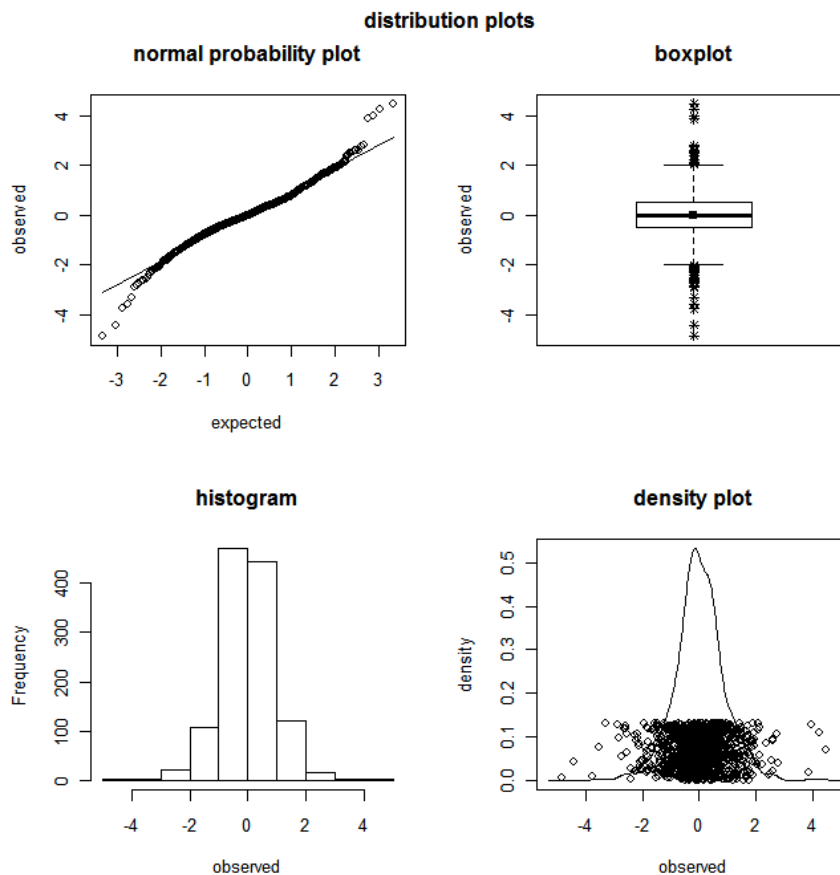 distribution plots
normal probability plot
observed
4
2
0
-2
-4
-3 -2 -1 0 1 2 3
expected
boxplot
observed
4
2
0
-2
-4
histogram
Frequency
400
300
200
100
0
-4 -2 0 2 4
observed
density plot
density
0.5
0.4
0.3
0.2
0.1
0.0
-4 -2 0 2 4
observed